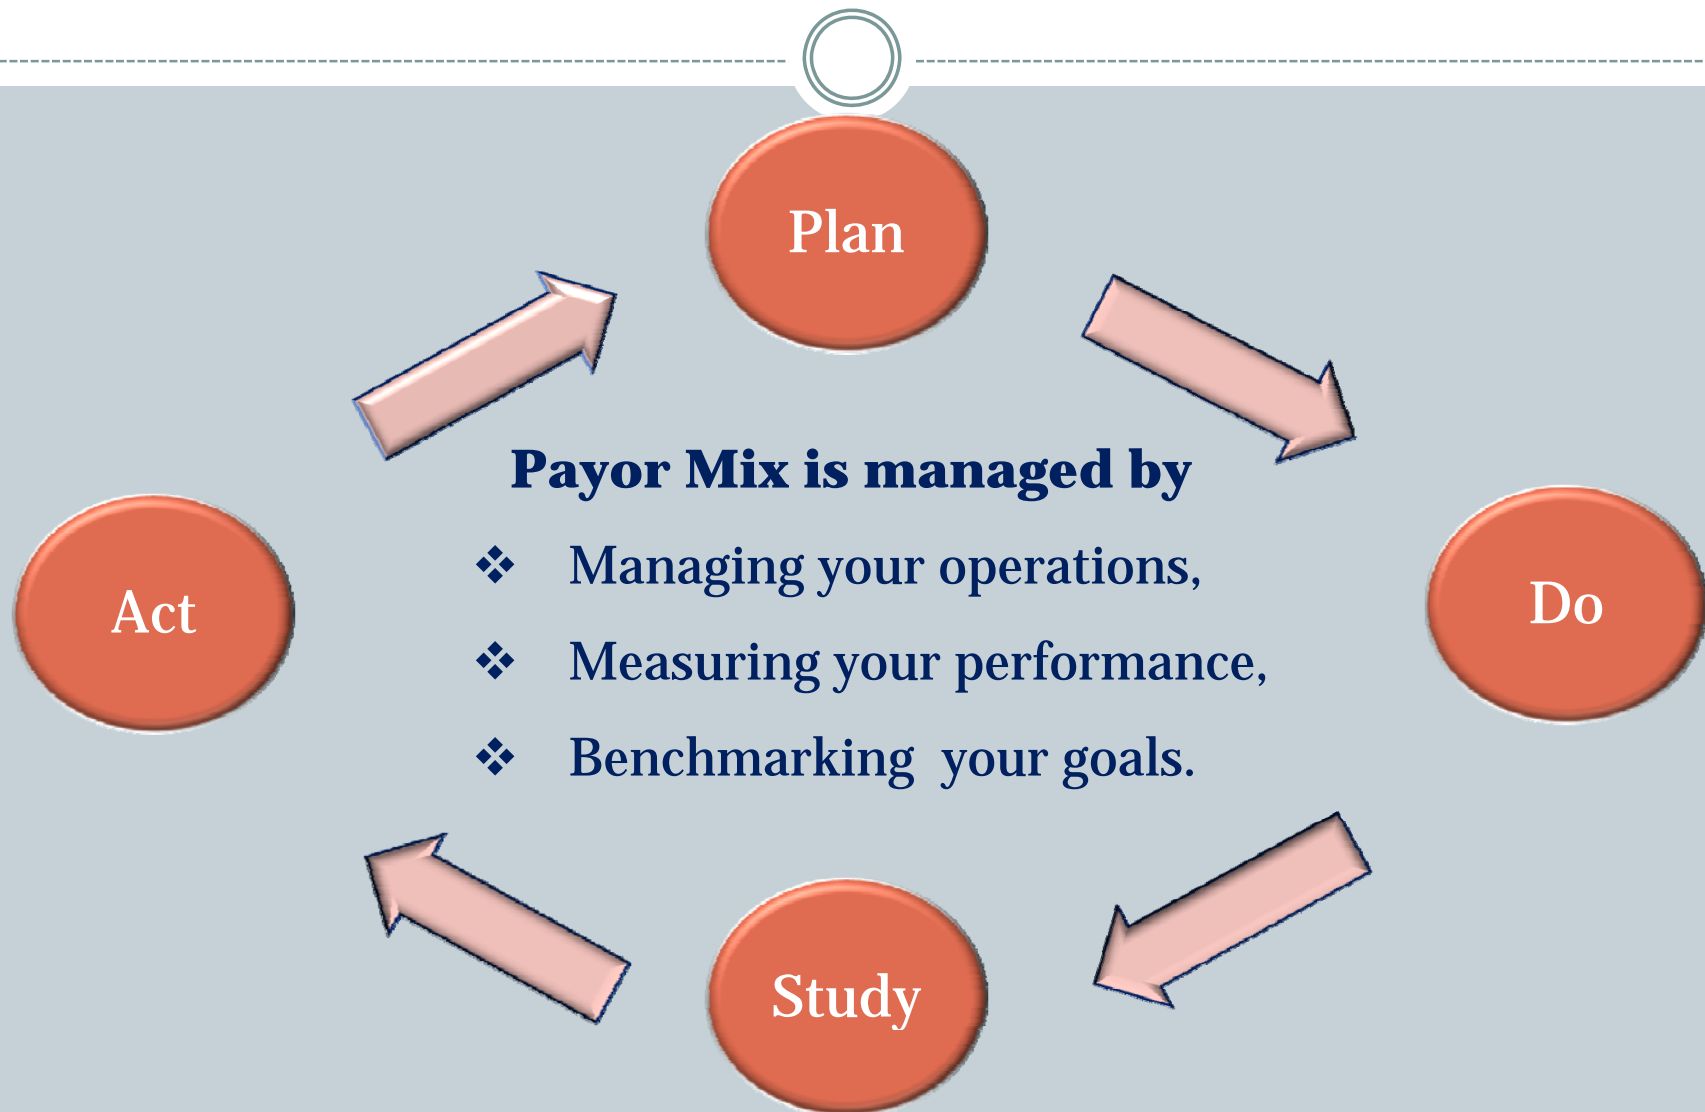 Plan
Payor Mix is managed by
❖ Managing your operations,
Act
Do
❖ Measuring your performance,
❖ Benchmarking  your goals.
Study